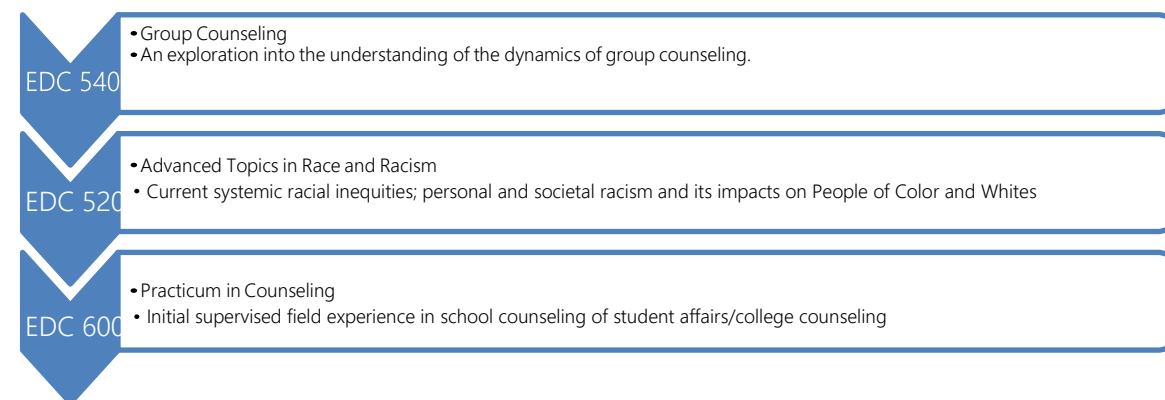 EDC 540
•Group Counseling
•An exploration into the understanding of the dynamics of group counseling.
EDC 520
•Advanced Topics in Race and Racism
• Current systemic racial inequities; personal and societal racism and its impacts on People of Color and Whites
EDC 600
•Practicum in Counseling
• Initial supervised field experience in school counseling of student affairs/college counseling